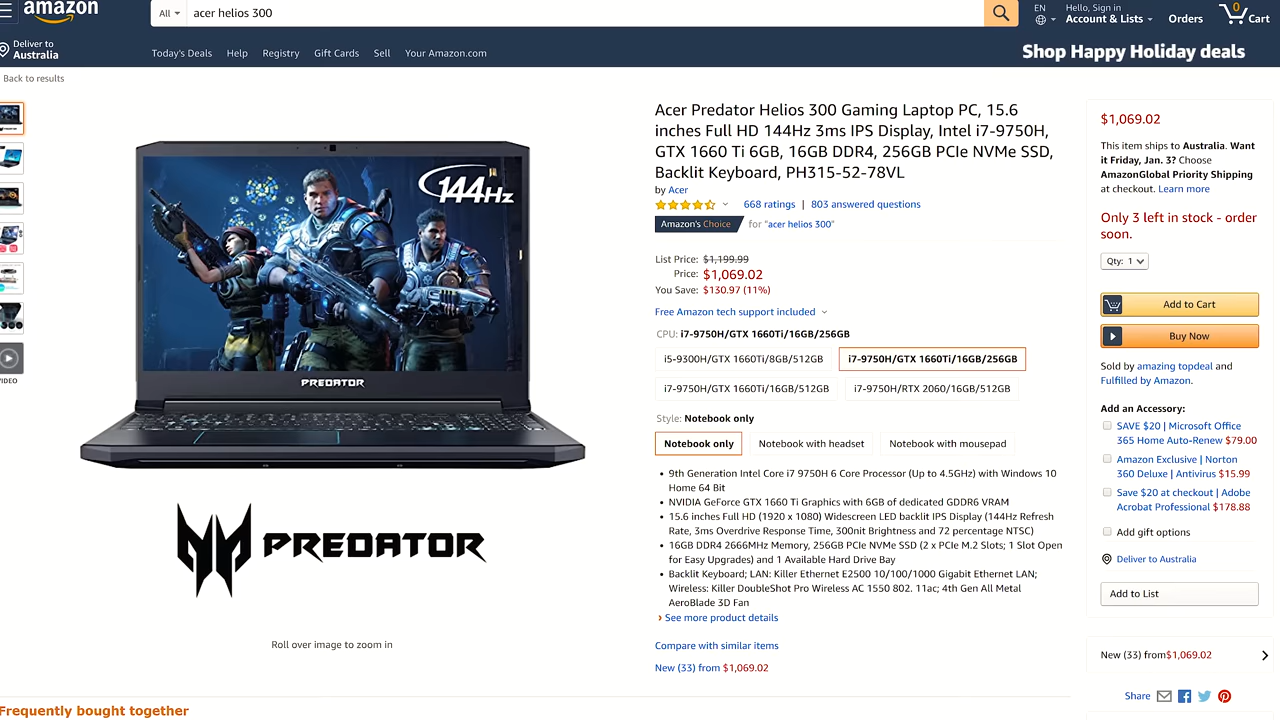 amazon
All
acer helios 300
EN
Hello, Sign in
Account & Lists
Orders
0
Cart
Deliver to
Australia
Today's Deals
Help
Registry
Gift Cards
Sell
Your Amazon.com
Shop Happy Holiday deals
Back to results
144Hz
PREDATOR
PREDATOR
VIDEO
Roll over image to zoom in
Acer Predator Helios 300 Gaming Laptop PC, 15.6
inches Full HD 144Hz 3ms IPS Display, Intel i7-9750H,
GTX 1660 Ti 6GB, 16GB DDR4, 256GB PCIe NVMe SSD,
Backlit Keyboard, PH315-52-78VL
by Acer
668 ratings | 803 answered questions
Amazon's Choice for "acer helios 300"
List Price: $1,199.99
Price: $1,069.02
You Save: $130.97 (11%)
Free Amazon tech support included
CPU: i7-9750H/GTX 1660Ti/16GB/256GB
i5-9300H/GTX 1660Ti/8GB/512GB
i7-9750H/GTX 1660Ti/16GB/256GB
i7-9750H/GTX 1660Ti/16GB/512GB
i7-9750H/RTX 2060/16GB/512GB
Style: Notebook only
Notebook only
Notebook with headset
Notebook with mousepad
• 9th Generation Intel Core i7 9750H 6 Core Processor (Up to 4.5GHz) with Windows 10
Home 64 Bit
• NVIDIA GeForce GTX 1660 Ti Graphics with 6GB of dedicated GDDR6 VRAM
• 15.6 inches Full HD (1920 x 1080) Widescreen LED backlit IPS Display (144Hz Refresh
Rate, 3ms Overdrive Response Time, 300nit Brightness and 72 percentage NTSC)
• 16GB DDR4 2666MHz Memory, 256GB PCIe NVMe SSD (2 x PCIe M.2 Slots; 1 Slot Open
for Easy Upgrades) and 1 Available Hard Drive Bay
• Backlit Keyboard; LAN: Killer Ethernet E2500 10/100/1000 Gigabit Ethernet LAN;
Wireless: Killer DoubleShot Pro Wireless AC 1550 802. 11ac; 4th Gen All Metal
AeroBlade 3D Fan
› See more product details
Compare with similar items
New (33) from $1,069.02
$1,069.02
This item ships to Australia. Want
it Friday, Jan. 3? Choose
AmazonGlobal Priority Shipping
at checkout. Learn more
Only 3 left in stock - order
soon.
Qty: 1
Add to Cart
Buy Now
Sold by amazing topdeal and
Fulfilled by Amazon.
Add an Accessory:
SAVE $20 | Microsoft Office
365 Home Auto-Renew $79.00
Amazon Exclusive | Norton
360 Deluxe | Antivirus $15.99
Save $20 at checkout | Adobe
Acrobat Professional $178.88
Add gift options
Deliver to Australia
Add to List
New (33) from$1,069.02
Share
Frequently bought together